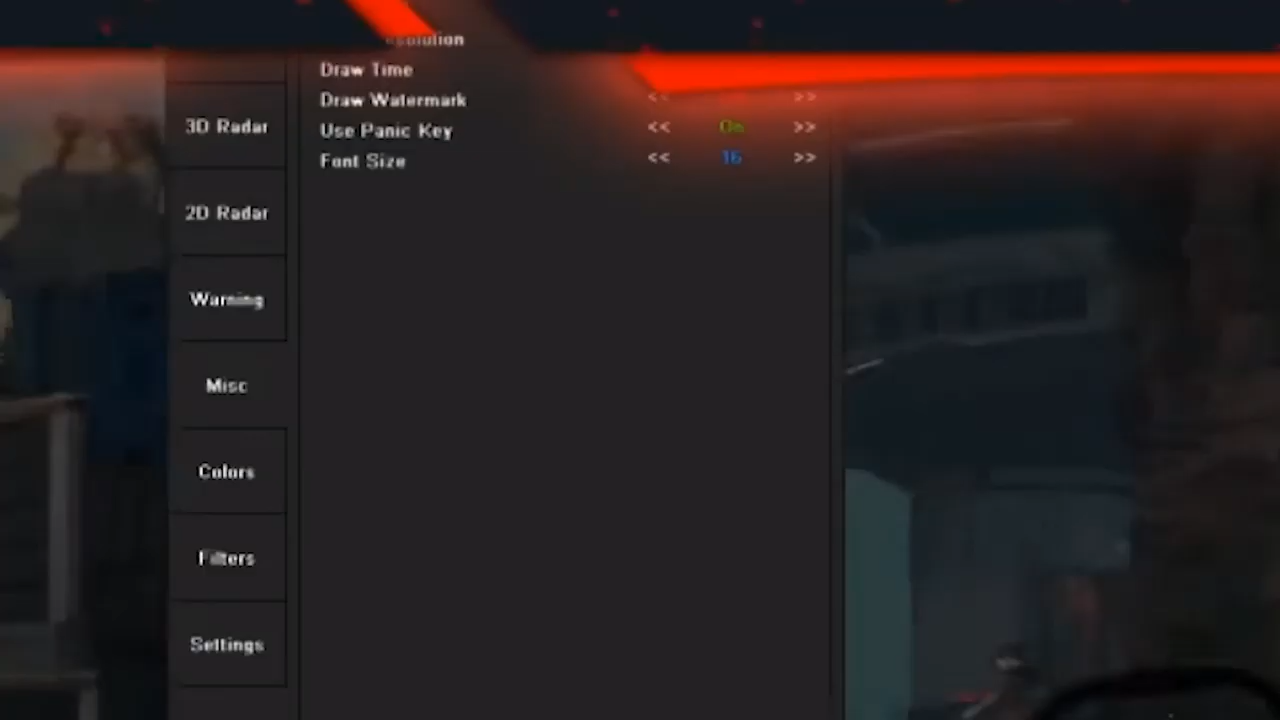 Draw Time
Draw Watermark << >>
Use Panic Key << On >>
Font Size << 16 >>
3D Radar
2D Radar
Warning
Misc
Colors
Filters
Settings